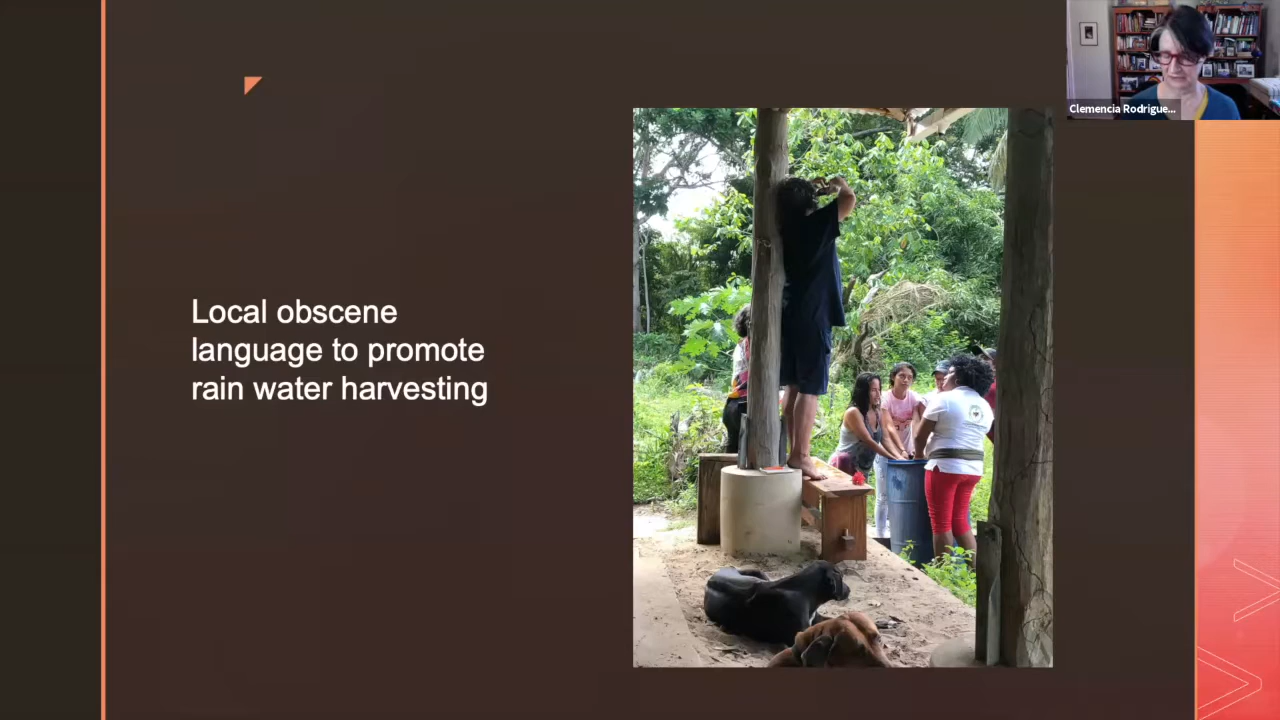 Clemencia Rodrigue...
Local obscene
language to promote
rain water harvesting